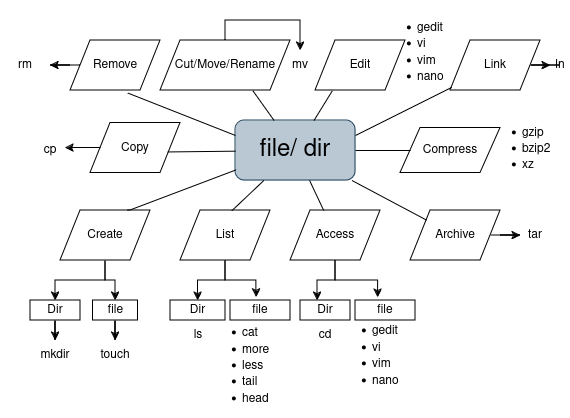 gedit
vi
vim
nano
rm
Remove
Cut/Move/Rename
mv
Edit
Link
ln
cp
Copy
file/ dir
Compress
gzip
bzip2
xz
Create
List
Access
Archive
tar
Dir
file
Dir
file
Dir
file
mkdir
touch
ls
cat
more
less
tail
head
cd
gedit
vi
vim
nano